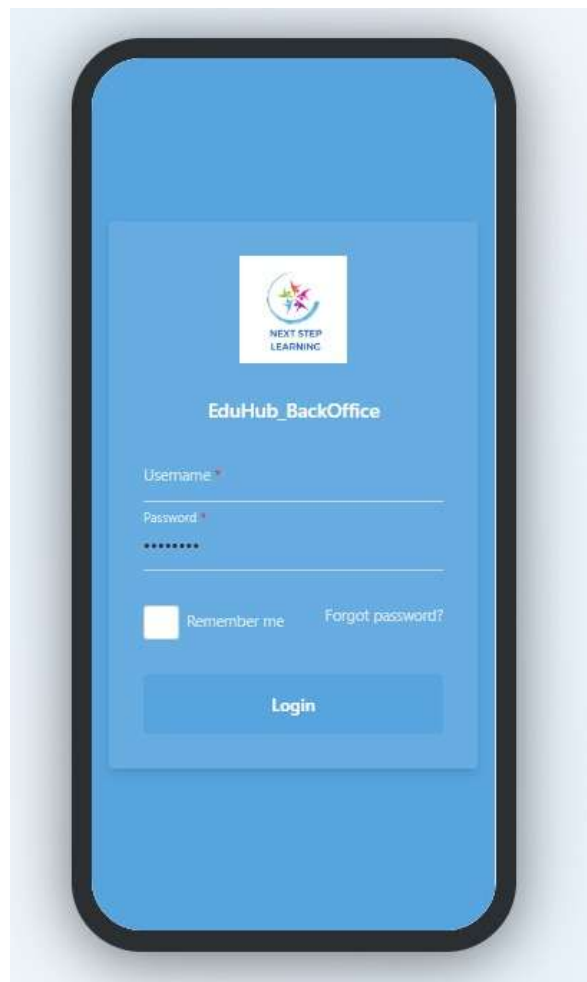 NEXT STEP
LEARNING
EduHub_BackOffice
Username *
Password *
••••••••
Remember me
Forgot password?
Login